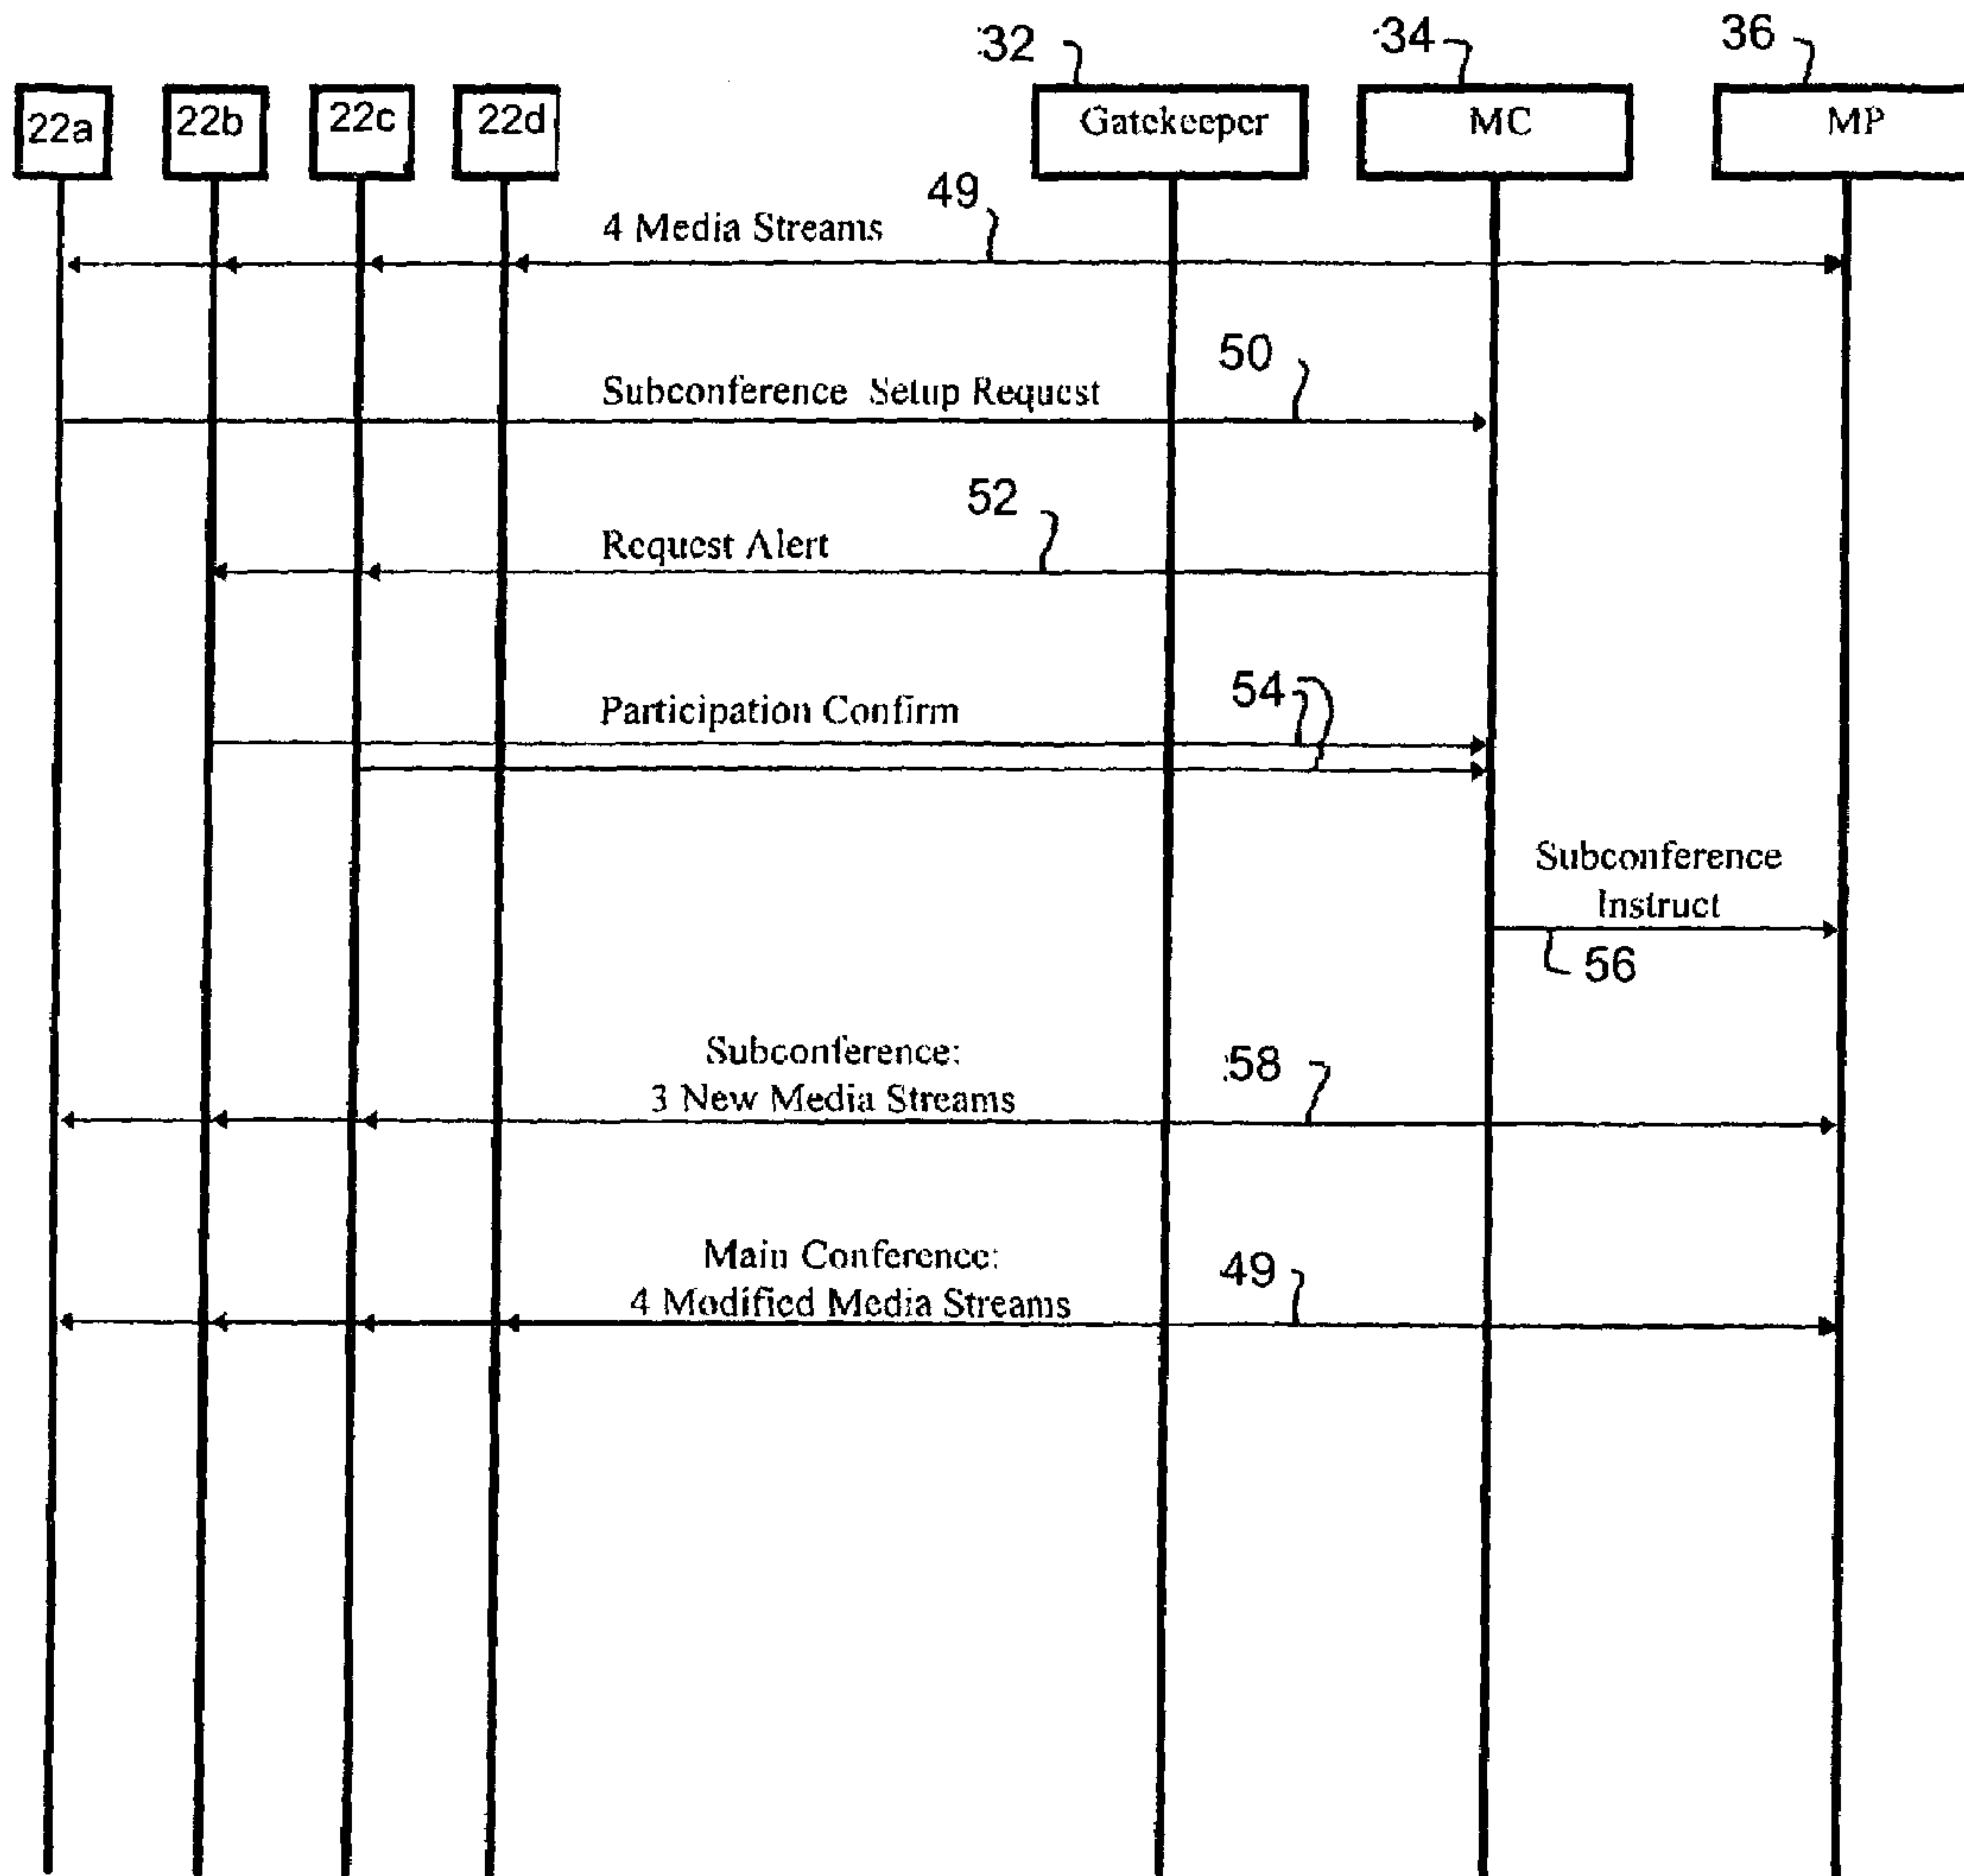 32 34 36
22a 22b 22c 22d Gatekeeper MC MP
49
4 Media Streams
50
Subconference Setup Request
52
Request Alert
54
Participation Confirm
Subconference
Instruct
56
Subconference:
58
3 New Media Streams
Main Conference:
49
4 Modified Media Streams